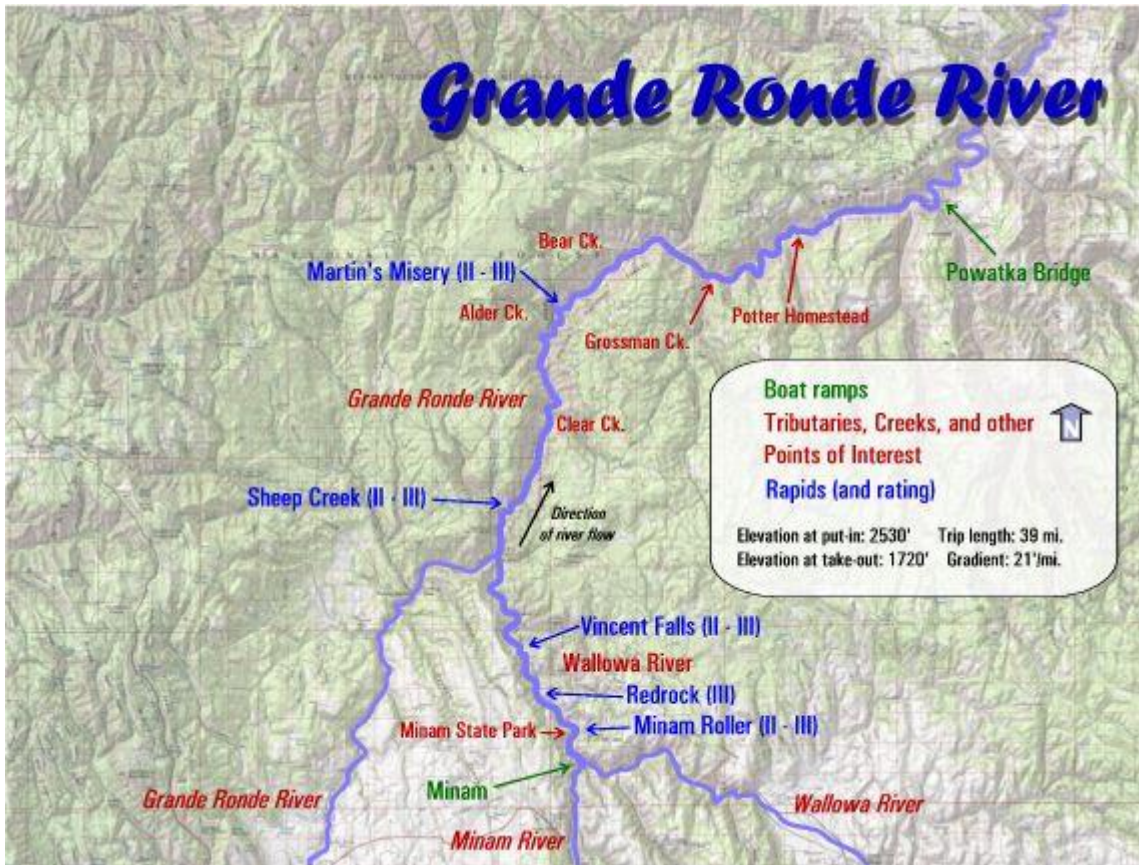 Grande Ronde River
Bear Ck.
Martin's Misery (II - III)
Powatka Bridge
Alder Ck.
Potter Homestead
Grossman Ck.
Grande Ronde River
Clear Ck.
Boat ramps
Tributaries, Creeks, and other
Points of Interest
N
Rapids (and rating)
Elevation at put-in: 2530' Trip length: 39 mi.
Elevation at take-out: 1720' Gradient: 21'/mi.
Sheep Creek (II - III)
Direction
of river flow
Vincent Falls (II - III)
Wallowa River
Redrock (III)
Minam State Park
Minam Roller (II - III)
Minam
Grande Ronde River
Wallowa River
Minam River